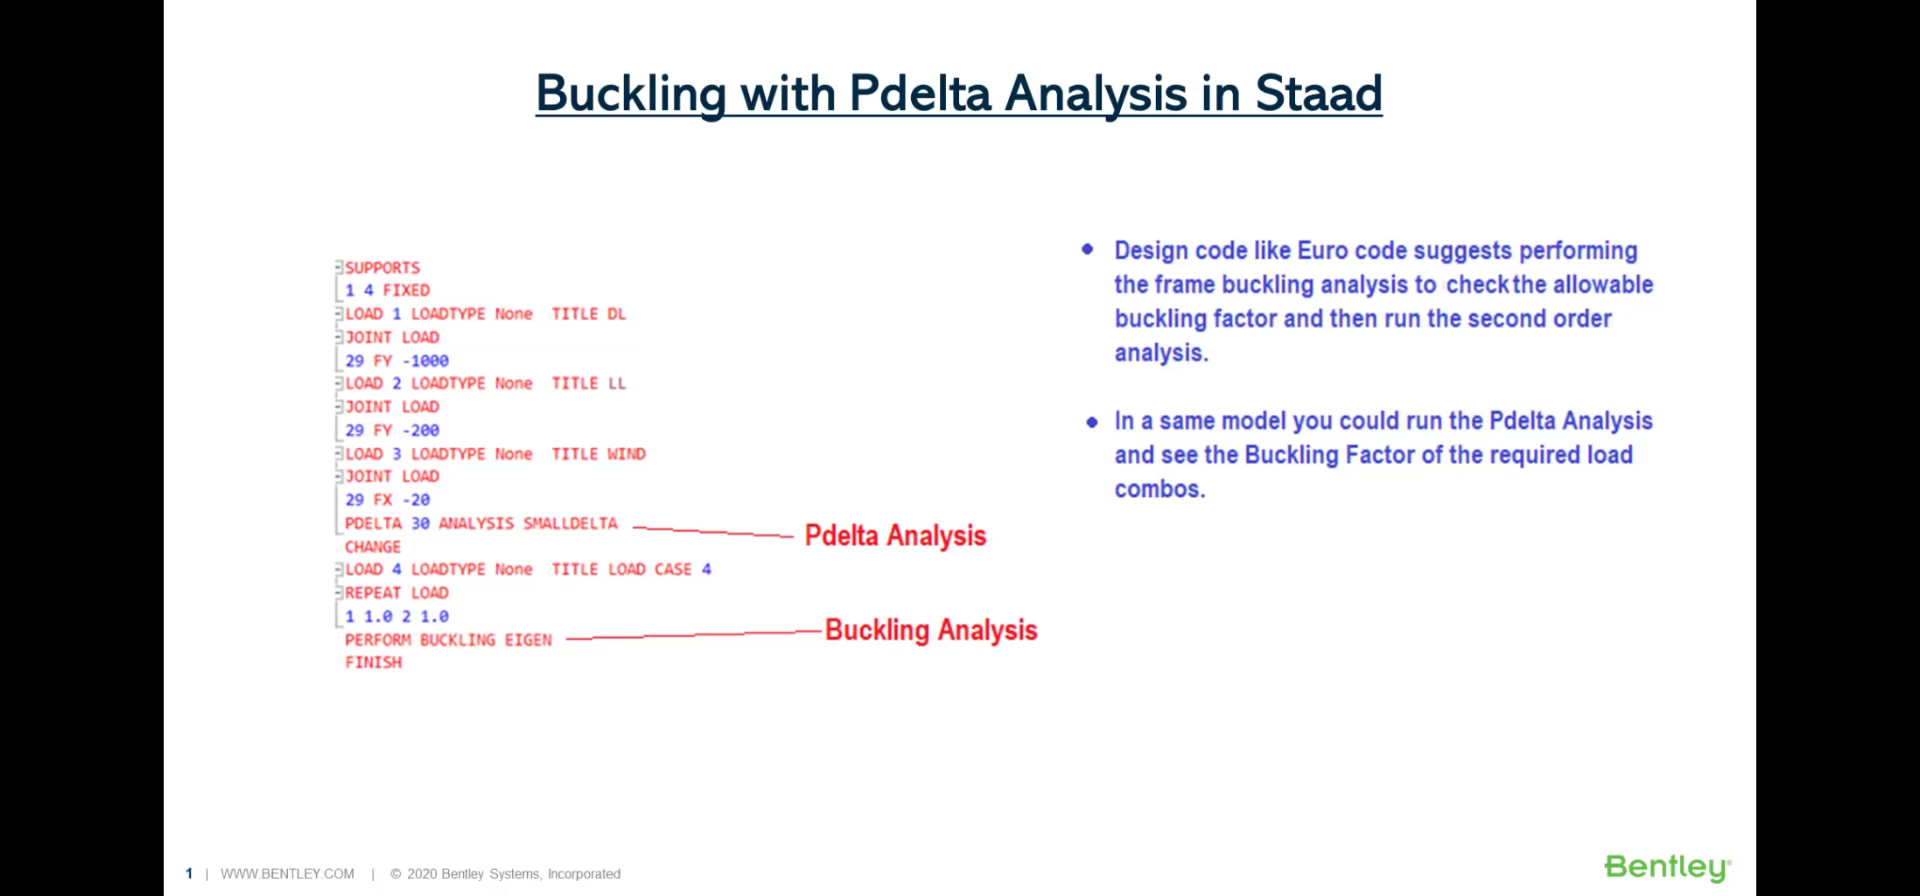 Buckling with Pdelta Analysis in Staad
SUPPORTS
1 4 FIXED
LOAD 1 LOADTYPE None TITLE DL
JOINT LOAD
29 FY -1000
LOAD 2 LOADTYPE None TITLE LL
JOINT LOAD
29 FY -200
LOAD 3 LOADTYPE None TITLE WIND
JOINT LOAD
29 FX -20
PDELTA 30 ANALYSIS SMALLDELTA
CHANGE
LOAD 4 LOADTYPE None TITLE LOAD CASE 4
REPEAT LOAD
1 1.0 2 1.0
PERFORM BUCKLING EIGEN
FINISH
Pdelta Analysis
Buckling Analysis
• Design code like Euro code suggests performing
the frame buckling analysis to check the allowable
buckling factor and then run the second order
analysis.
• In a same model you could run the Pdelta Analysis
and see the Buckling Factor of the required load
combos.
1 | WWW.BENTLEY.COM | © 2020 Bentley Systems, Incorporated
Bentley®